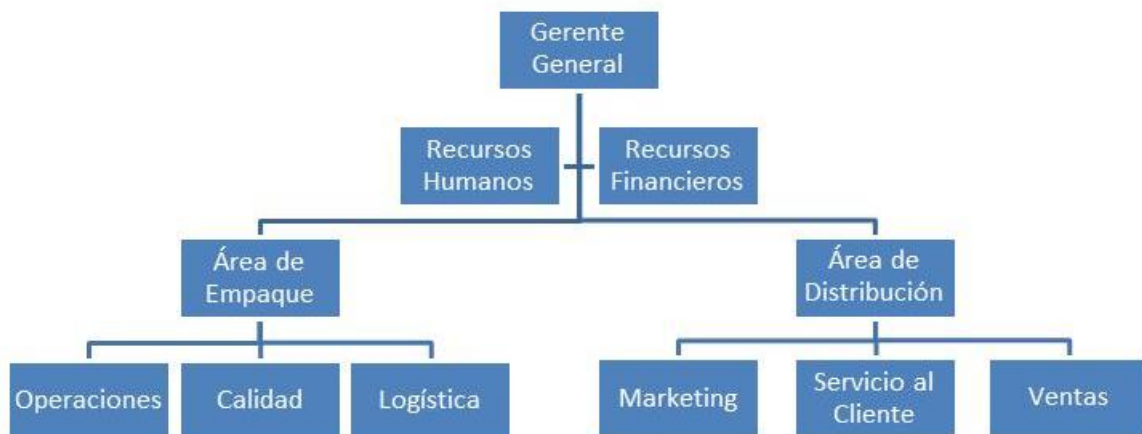 Gerente
General
Recursos
Humanos
Recursos
Financieros
Área de
Empaque
Área de
Distribución
Operaciones
Calidad
Logística
Marketing
Servicio al
Cliente
Ventas